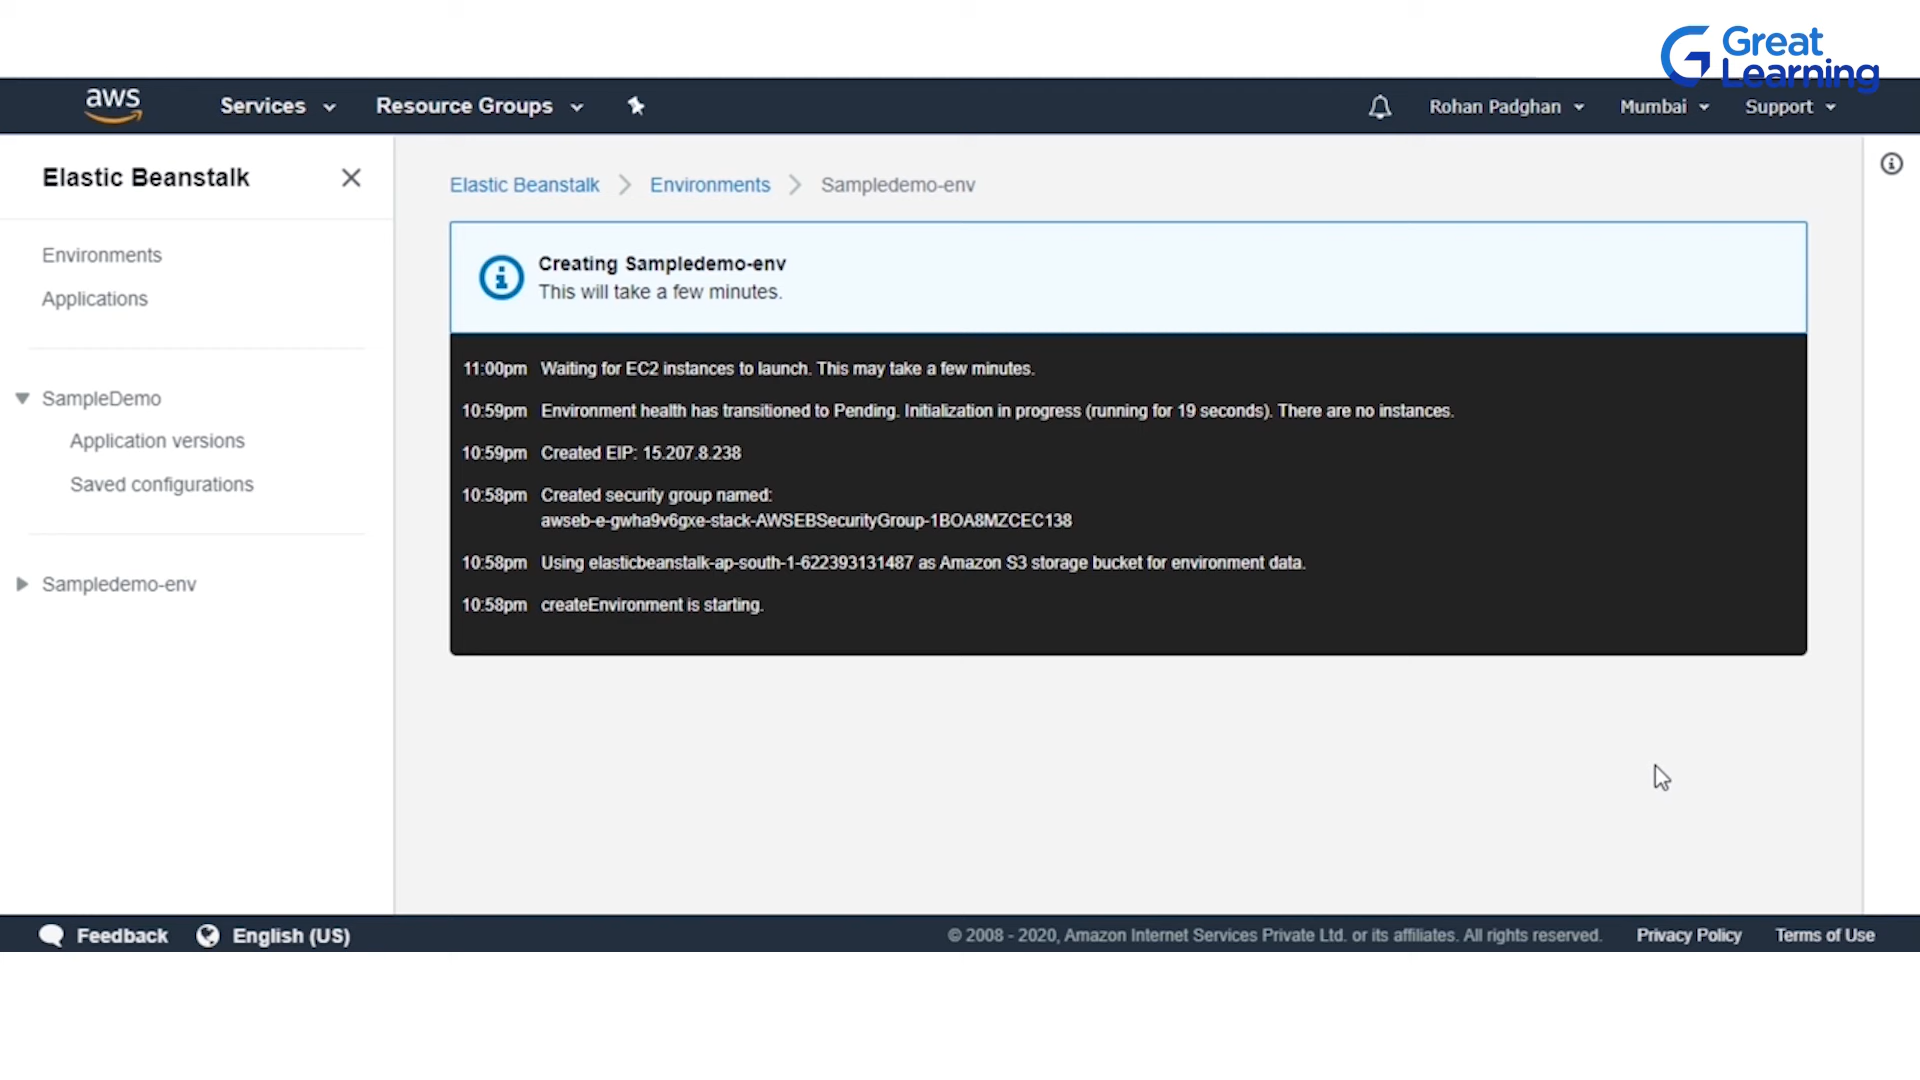 Great
Learning
aws
Services
Resource Groups
Rohan Padghan
Mumbai
Support
Elastic Beanstalk
Environments
Applications
SampleDemo
Application versions
Saved configurations
Sampledemo-env
Elastic Beanstalk > Environments > Sampledemo-env
Creating Sampledemo-env
This will take a few minutes.
11:00pm Waiting for EC2 instances to launch. This may take a few minutes.
10:59pm Environment health has transitioned to Pending. Initialization in progress (running for 19 seconds). There are no instances.
10:59pm Created EIP: 15.207.8.238
10:58pm Created security group named:
awseb-e-gwha9v6gxe-stack-AWSEBSecurityGroup-1BOA8MZCEC138
10:58pm Using elasticbeanstalk-ap-south-1-622393131487 as Amazon S3 storage bucket for environment data.
10:58pm createEnvironment is starting.
Feedback
English (US)
© 2008 - 2020, Amazon Internet Services Private Ltd. or its affiliates. All rights reserved.
Privacy Policy
Terms of Use